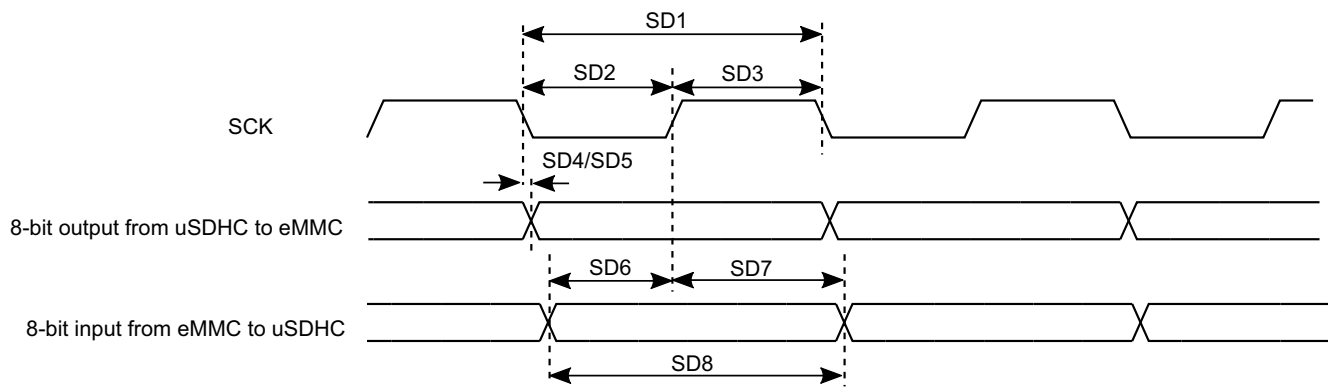 SD1
SD2
SD3
SCK
SD4/SD5
8-bit output from uSDHC to eMMC
SD6
SD7
8-bit input from eMMC to uSDHC
SD8